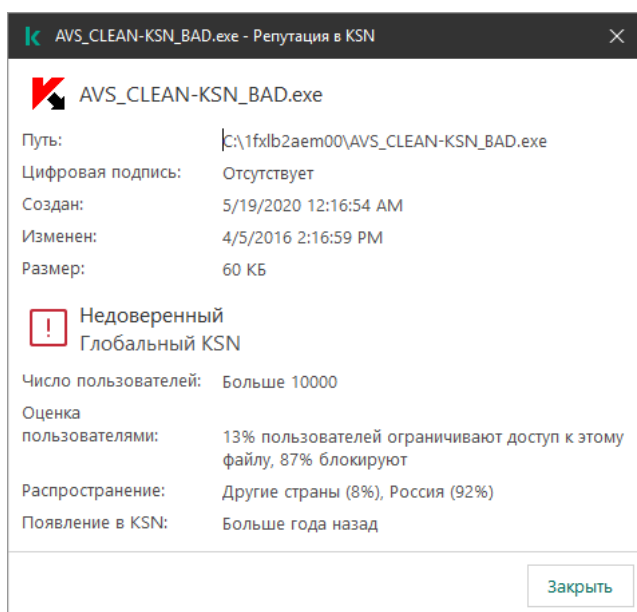 AVS_CLEAN-KSN_BAD.exe - Репутация в KSN
AVS_CLEAN-KSN_BAD.exe
Путь: C:\1fxlb2aem00\AVS_CLEAN-KSN_BAD.exe
Цифровая подпись: Отсутствует
Создан: 5/19/2020 12:16:54 AM
Изменен: 4/5/2016 2:16:59 PM
Размер: 60 КБ
Недоверенный
Глобальный KSN
Число пользователей: Больше 10000
Оценка
пользователями: 13% пользователей ограничивают доступ к этому
файлу, 87% блокируют
Распространение: Другие страны (8%), Россия (92%)
Появление в KSN: Больше года назад
Закрыть